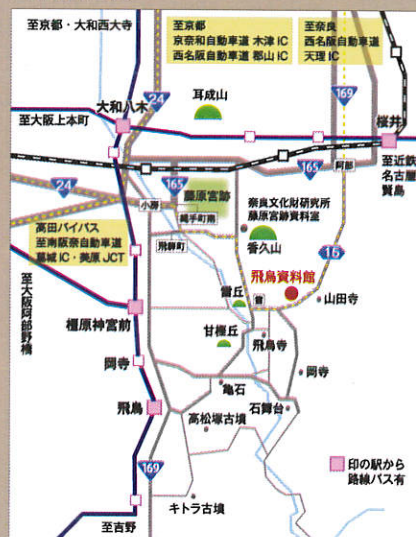 至京都・大和西大寺
至京都
京奈和自動車道 木津IC
西名阪自動車道 郡山IC
至奈良
西名阪自動車道
天理IC
24
169
耳成山
大和八木
桜井
至大阪上本町
至近鉄
名古屋
賢島
165
阿部
24
165
藤原宮跡
小房
縄手町南
飛騨町
奈良文化財研究所
藤原宮跡資料室
香久山
高田バイパス
至南阪奈自動車道
葛城IC・美原JCT
15
至大阪阿部野橋
飛鳥資料館
雷丘
雷
山田寺
橿原神宮前
甘樫丘
飛鳥寺
岡寺
岡寺
亀石
石舞台
飛鳥
高松塚古墳
169
印の駅から
路線バス有
キトラ古墳
至吉野